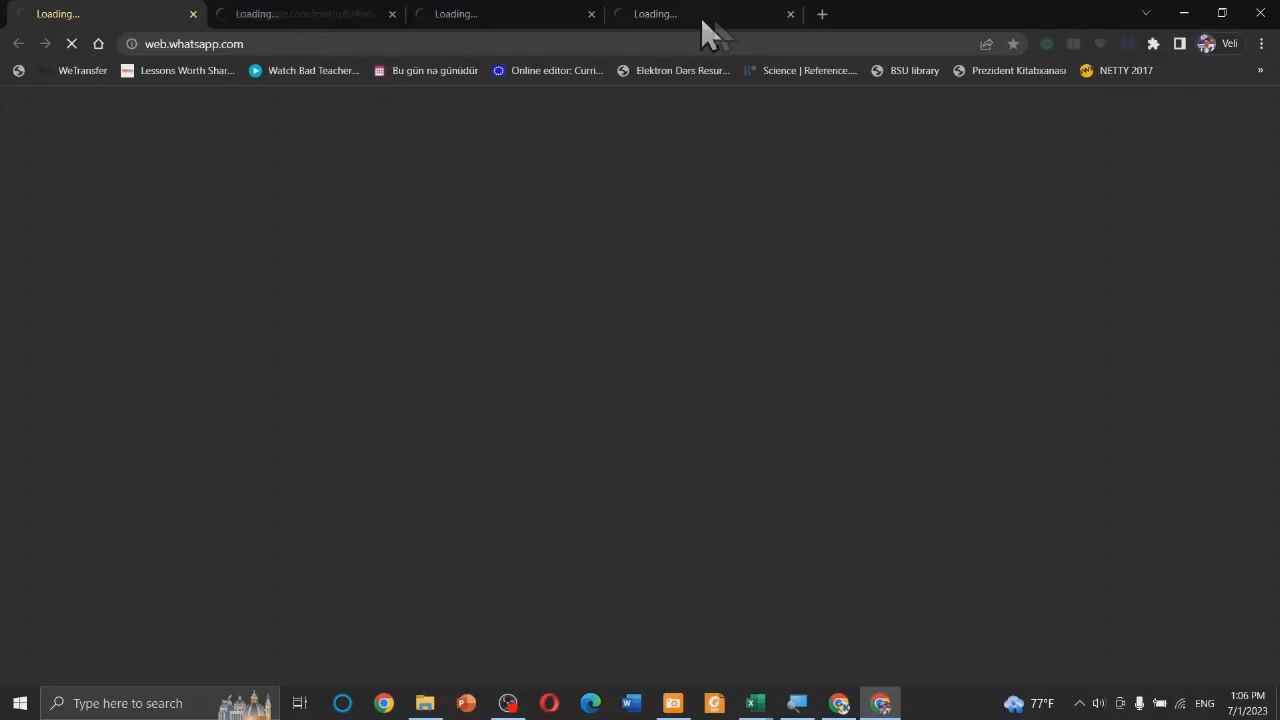 Loading...
Loading...
Loading...
Loading...
web.whatsapp.com
Veli
WeTransfer
Lessons Worth Shar...
Watch Bad Teacher...
Bu gün nə günüdür
Online editor: Curri...
Elektron Dərs Resur...
Science | Reference....
BSU library
Prezident Kitabxanası
NETTY 2017
»
Type here to search
77°F
ENG
1:06 PM
7/1/2023